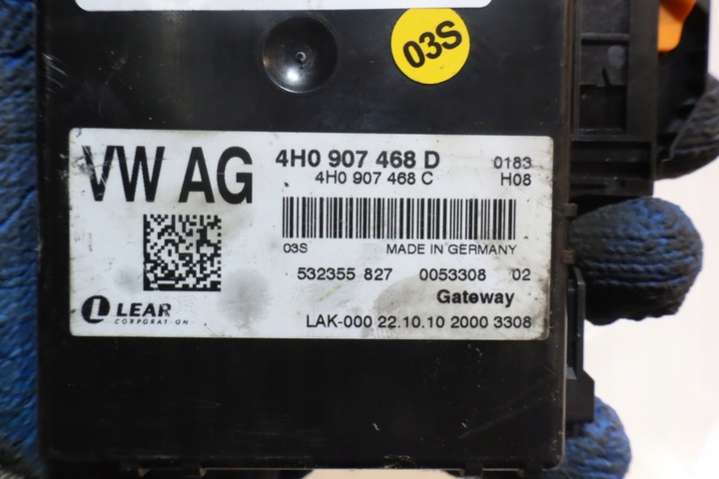 03S
VW AG
4H0 907 468 D 0183
4H0 907 468 C H08
03S MADE IN GERMANY
532355 827 0053308 02
Gateway
LEAR
CORPORATION
LAK-000 22.10.10 2000 3308